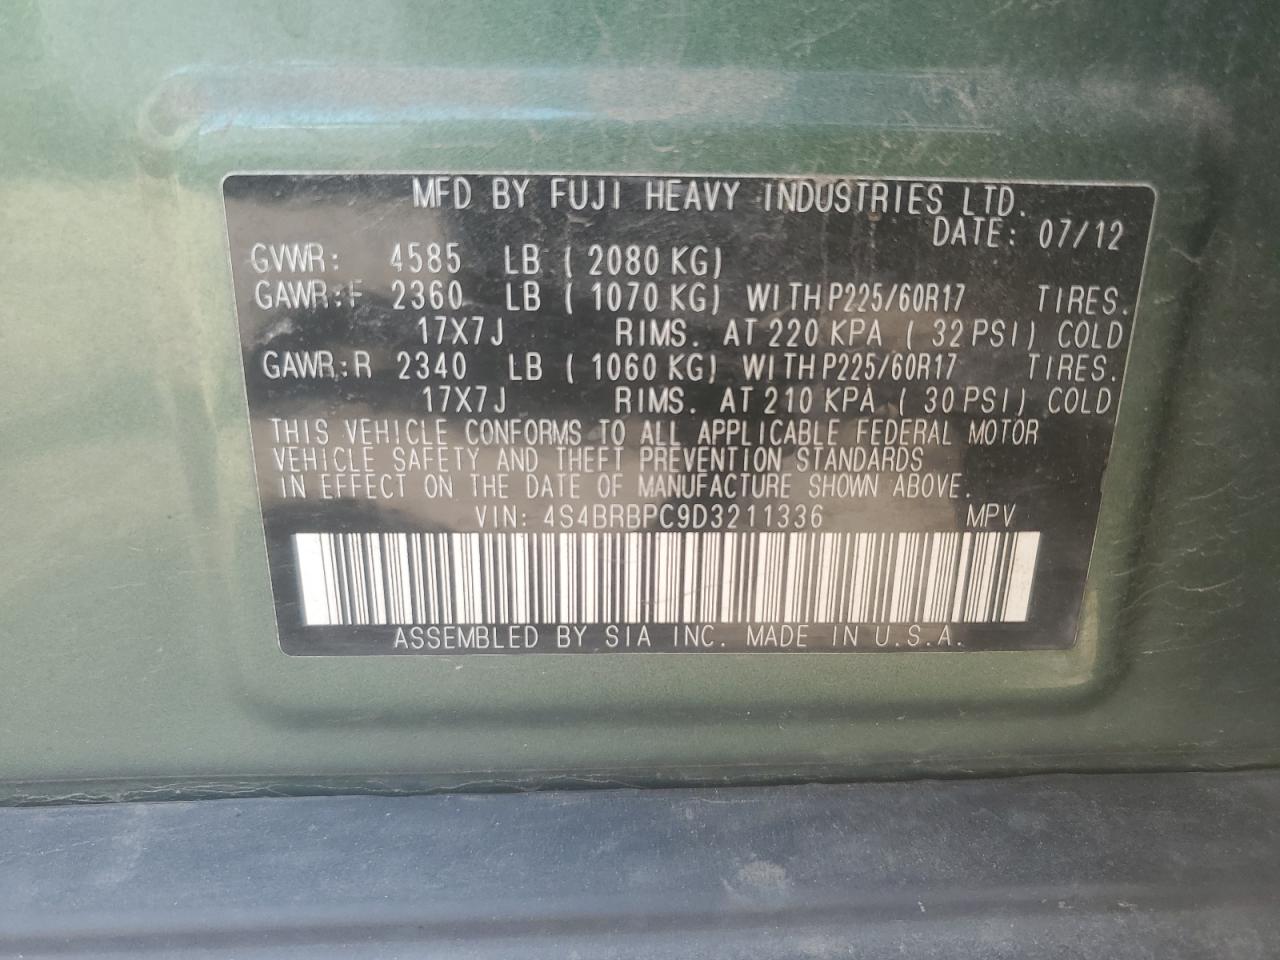 MFD BY FUJI HEAVY INDUSTRIES LTD.
DATE: 07/12
GVWR: 4585 LB ( 2080 KG)
GAWR:F 2360 LB ( 1070 KG) WITH P225/60R17 TIRES.
17X7J RIMS. AT 220 KPA ( 32 PSI) COLD
GAWR:R 2340 LB ( 1060 KG) WITH P225/60R17 TIRES.
17X7J RIMS. AT 210 KPA ( 30 PSI) COLD
THIS VEHICLE CONFORMS TO ALL APPLICABLE FEDERAL MOTOR
VEHICLE SAFETY AND THEFT PREVENTION STANDARDS
IN EFFECT ON THE DATE OF MANUFACTURE SHOWN ABOVE.
VIN: 4S4BRBPC9D3211336 MPV
ASSEMBLED BY SIA INC. MADE IN U.S.A.